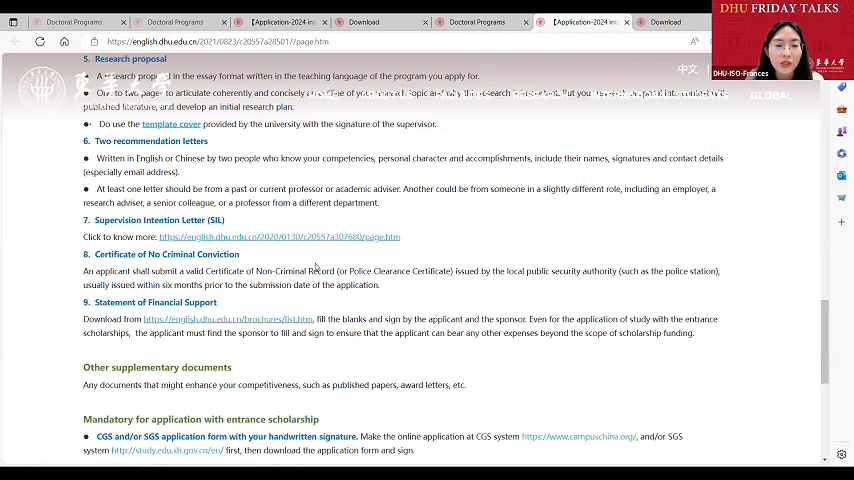 Doctoral Programs
Doctoral Programs
【Application-2024 inte
Download
Doctoral Programs
【Application-2024 inte
Download
https://english.dhu.edu.cn/2021/0823/c20557a285017/page.htm
DHU FRIDAY TALKS
DHU-ISO-Frances
中文
GLOBAL
5. Research proposal
● A research proposal in the essay format written in the teaching language of the program you apply for.
● One to two pages to articulate coherently and concisely
published literature, and develop an initial research plan.
●· Do use the template cover provided by the university with the signature of the supervisor.
6. Two recommendation letters
● Written in English or Chinese by two people who know your competencies, personal character and accomplishments, include their names, signatures and contact details
(especially email address).
● At least one letter should be from a past or current professor or academic adviser. Another could be from someone in a slightly different role, including an employer, a
research adviser, a senior colleague, or a professor from a different department.
7. Supervision Intention Letter (SIL)
Click to know more: https://english.dhu.edu.cn/2020/0130/c20557a307680/page.htm
8. Certificate of No Criminal Conviction
An applicant shall submit a valid Certificate of Non-Criminal Record (or Police Clearance Certificate) issued by the local public security authority (such as the police station),
usually issued within six months prior to the submission date of the application.
9. Statement of Financial Support
Download from https://english.dhu.edu.cn/brochures/list.htm, fill the blanks and sign by the applicant and the sponsor. Even for the application of study with the entrance
scholarships, the applicant must find the sponsor to fill and sign to ensure that the applicant can bear any other expenses beyond the scope of scholarship funding.
Other supplementary documents
Any documents that might enhance your competitiveness, such as published papers, award letters, etc.
Mandatory for application with entrance scholarship
● CGS and/or SGS application form with your handwritten signature. Make the online application at CGS system https://www.campuschina.org/, and/or SGS
system http://study.edu.sh.gov.cn/en/ first, then download the application form and sign.